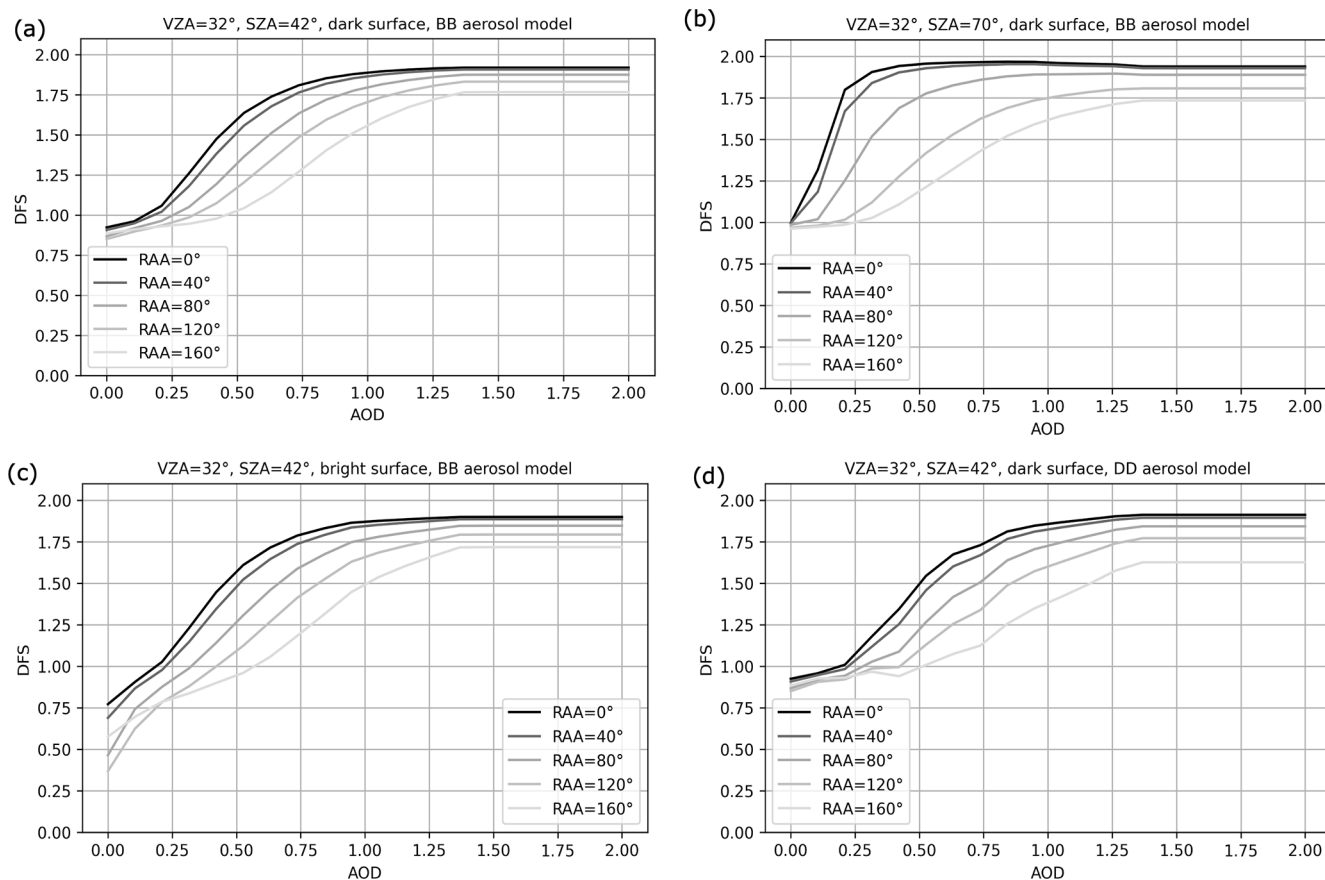 (a)
VZA=32°, SZA=42°, dark surface, BB aerosol model
2.00
1.75
1.50
1.25
1.00
0.75
0.50
0.25
0.00
DFS
RAA=0°
RAA=40°
RAA=80°
RAA=120°
RAA=160°
0.00 0.25 0.50 0.75 1.00 1.25 1.50 1.75 2.00
AOD
(b)
VZA=32°, SZA=70°, dark surface, BB aerosol model
2.00
1.75
1.50
1.25
1.00
0.75
0.50
0.25
0.00
DFS
RAA=0°
RAA=40°
RAA=80°
RAA=120°
RAA=160°
0.00 0.25 0.50 0.75 1.00 1.25 1.50 1.75 2.00
AOD
(c)
VZA=32°, SZA=42°, bright surface, BB aerosol model
2.00
1.75
1.50
1.25
1.00
0.75
0.50
0.25
0.00
DFS
RAA=0°
RAA=40°
RAA=80°
RAA=120°
RAA=160°
0.00 0.25 0.50 0.75 1.00 1.25 1.50 1.75 2.00
AOD
(d)
VZA=32°, SZA=42°, dark surface, DD aerosol model
2.00
1.75
1.50
1.25
1.00
0.75
0.50
0.25
0.00
DFS
RAA=0°
RAA=40°
RAA=80°
RAA=120°
RAA=160°
0.00 0.25 0.50 0.75 1.00 1.25 1.50 1.75 2.00
AOD